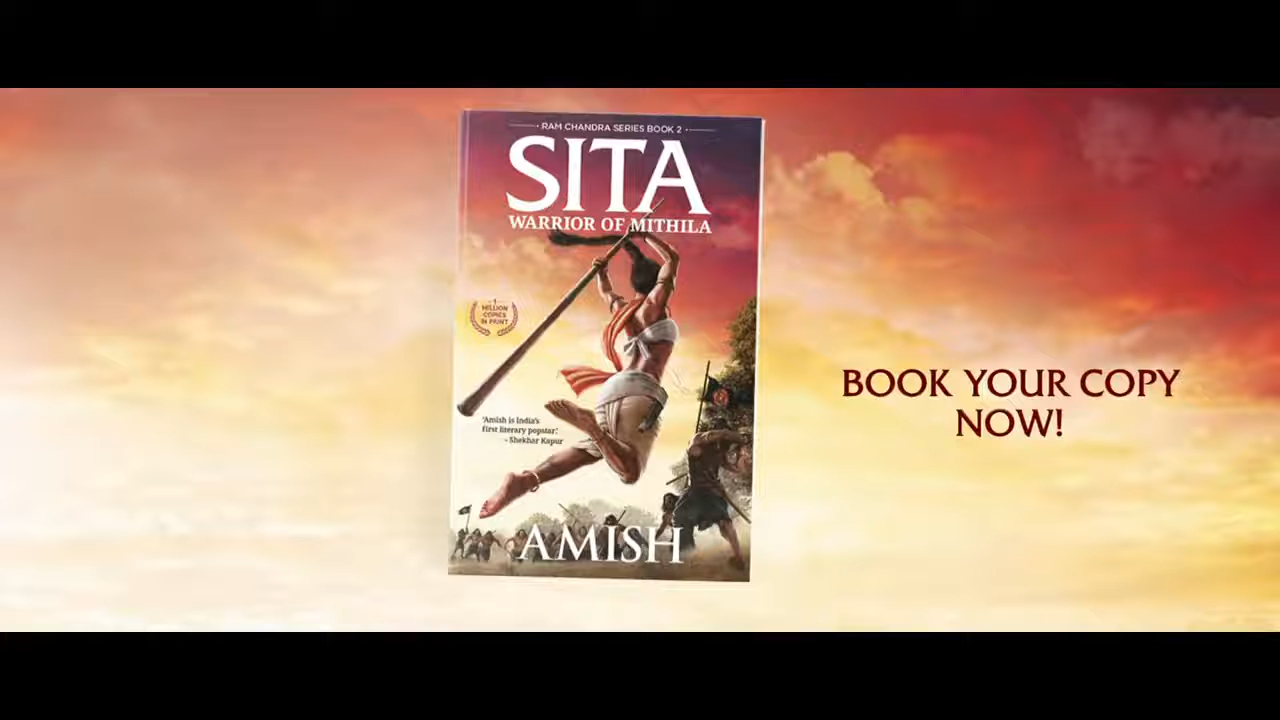 RAM CHANDRA SERIES BOOK 2
SITA
WARRIOR OF MITHILA
1
MILLION
COPIES
IN PRINT
'Amish is India's
first literary popstar.'
- Shekhar Kapur
AMISH
BOOK YOUR COPY
NOW!